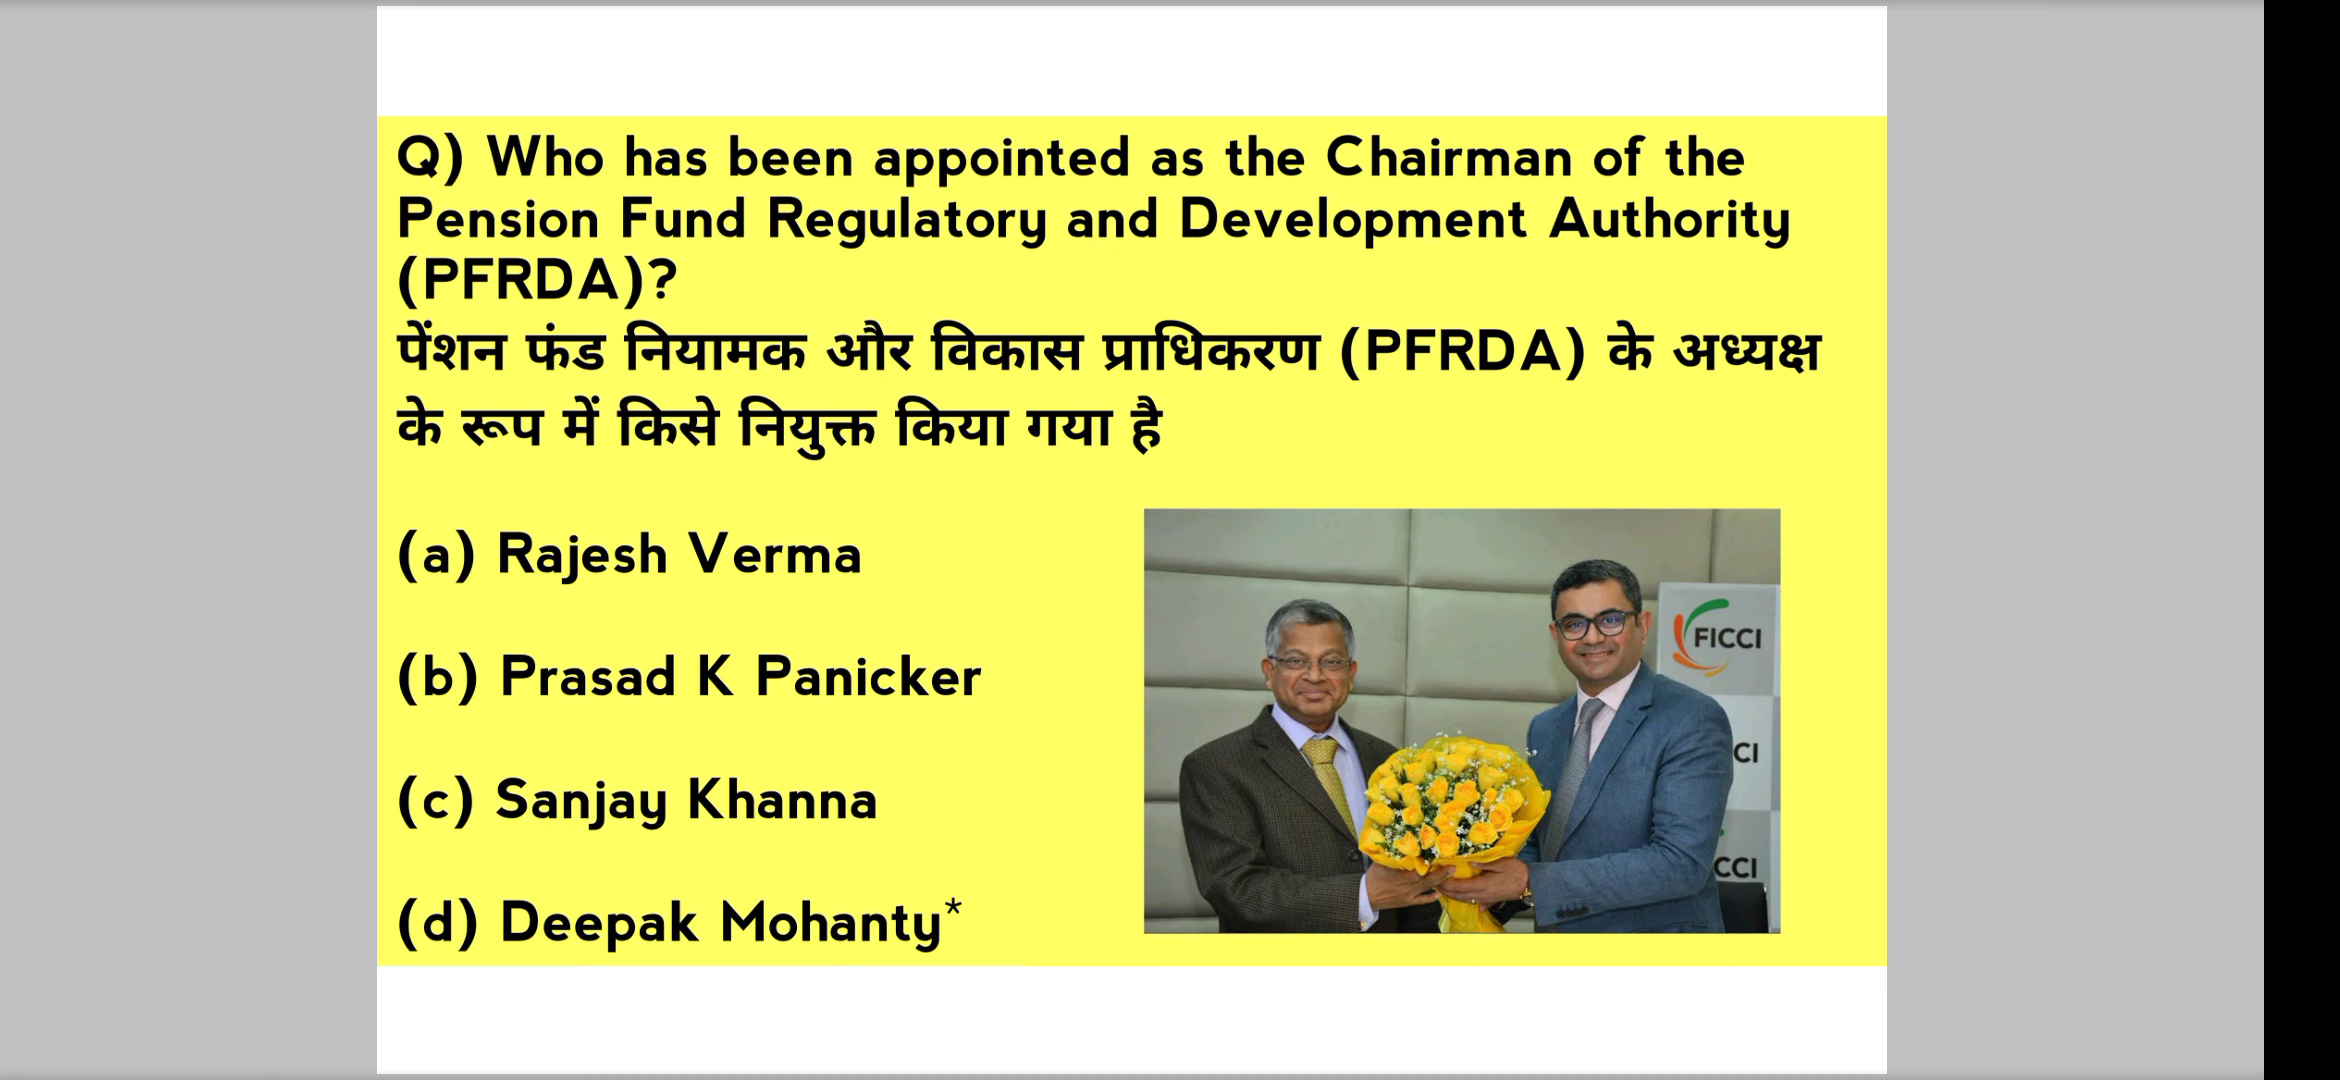 Q) Who has been appointed as the Chairman of the
Pension Fund Regulatory and Development Authority
(PFRDA)?
पेंशन फंड नियामक और विकास प्राधिकरण (PFRDA) के अध्यक्ष
के रूप में किसे नियुक्त किया गया है
(a) Rajesh Verma
(b) Prasad K Panicker
(c) Sanjay Khanna
(d) Deepak Mohanty*
FICCI
CI
CCI